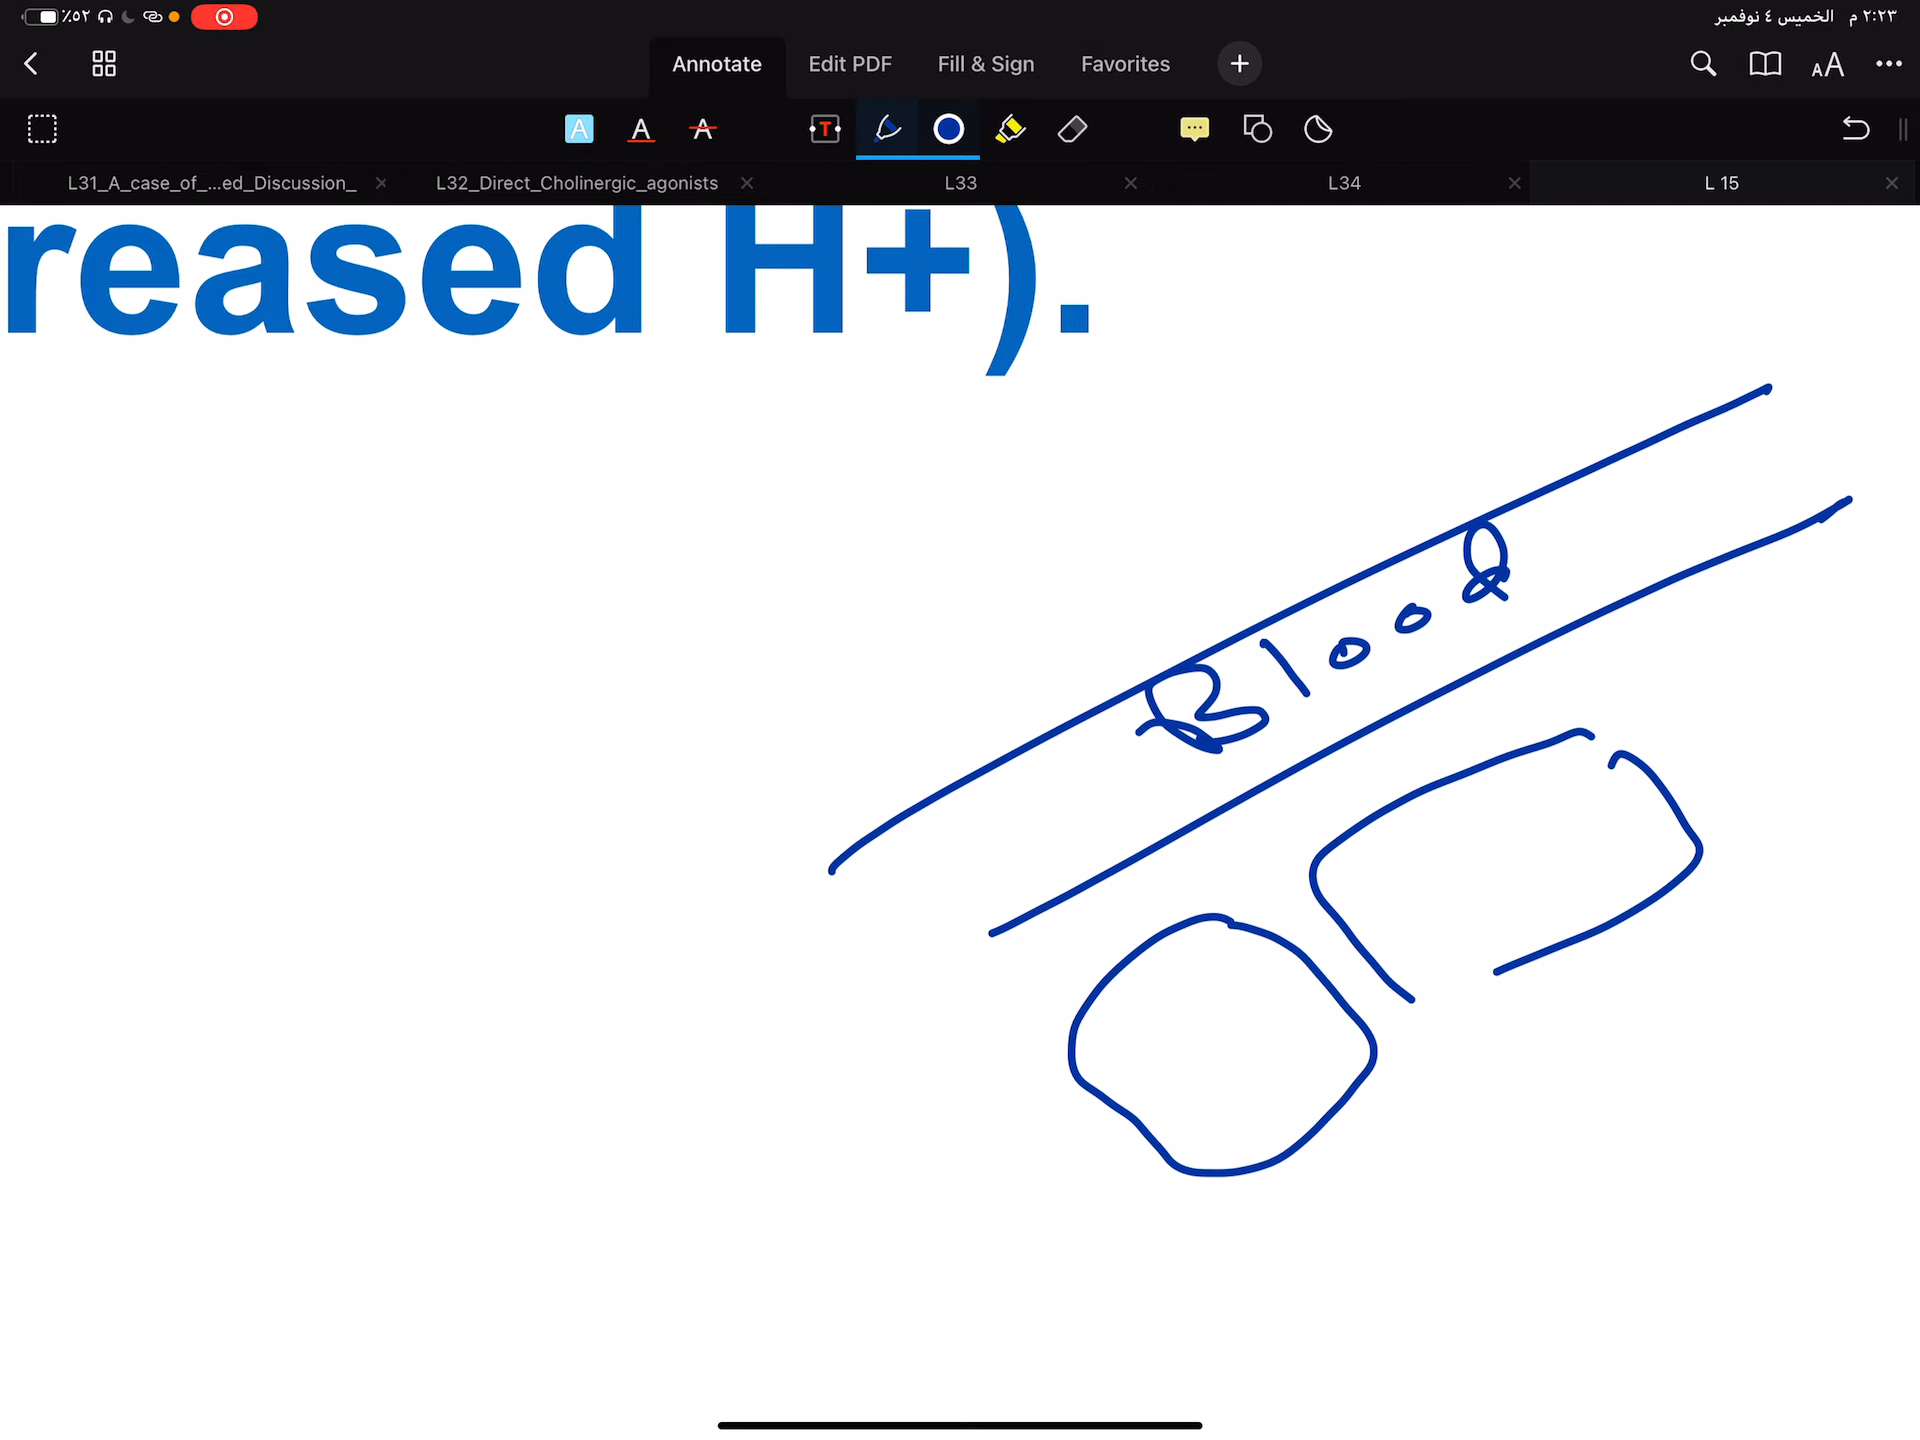 ٪٥٢
٢:٢٣ م الخميس ٤ نوفمبر
Annotate Edit PDF Fill & Sign Favorites
L31_A_case_of_...ed_Discussion_ L32_Direct_Cholinergic_agonists L33 L34 L 15
reased H+).
Blood